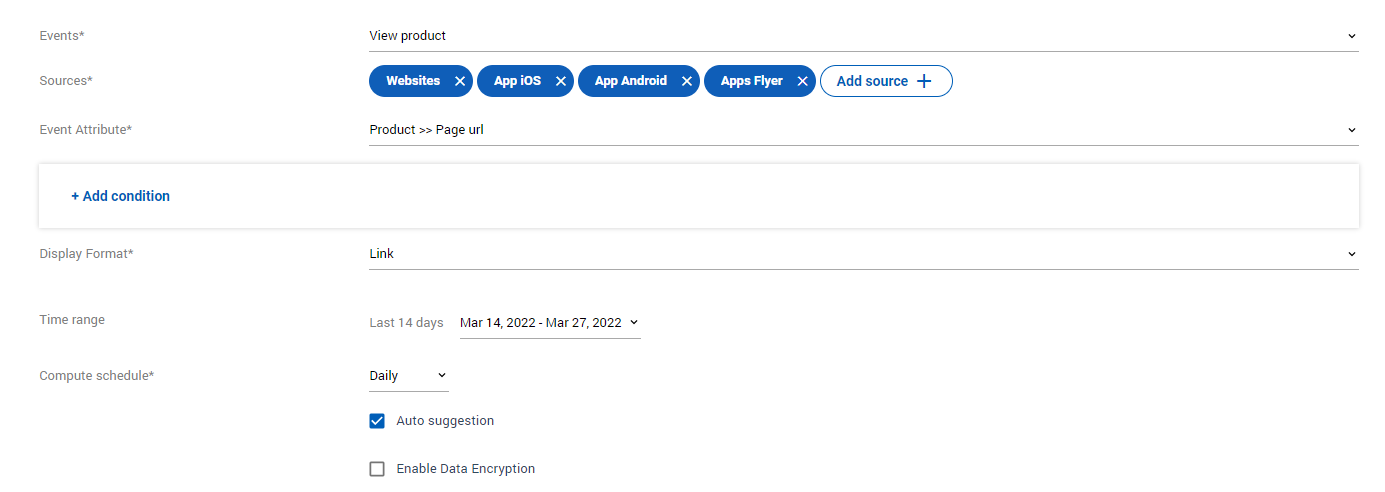 Events* View product
Sources* Websites App iOS App Android Apps Flyer Add source
Event Attribute* Product >> Page url
+ Add condition
Display Format* Link
Time range Last 14 days Mar 14, 2022 - Mar 27, 2022
Compute schedule* Daily
Auto suggestion
Enable Data Encryption